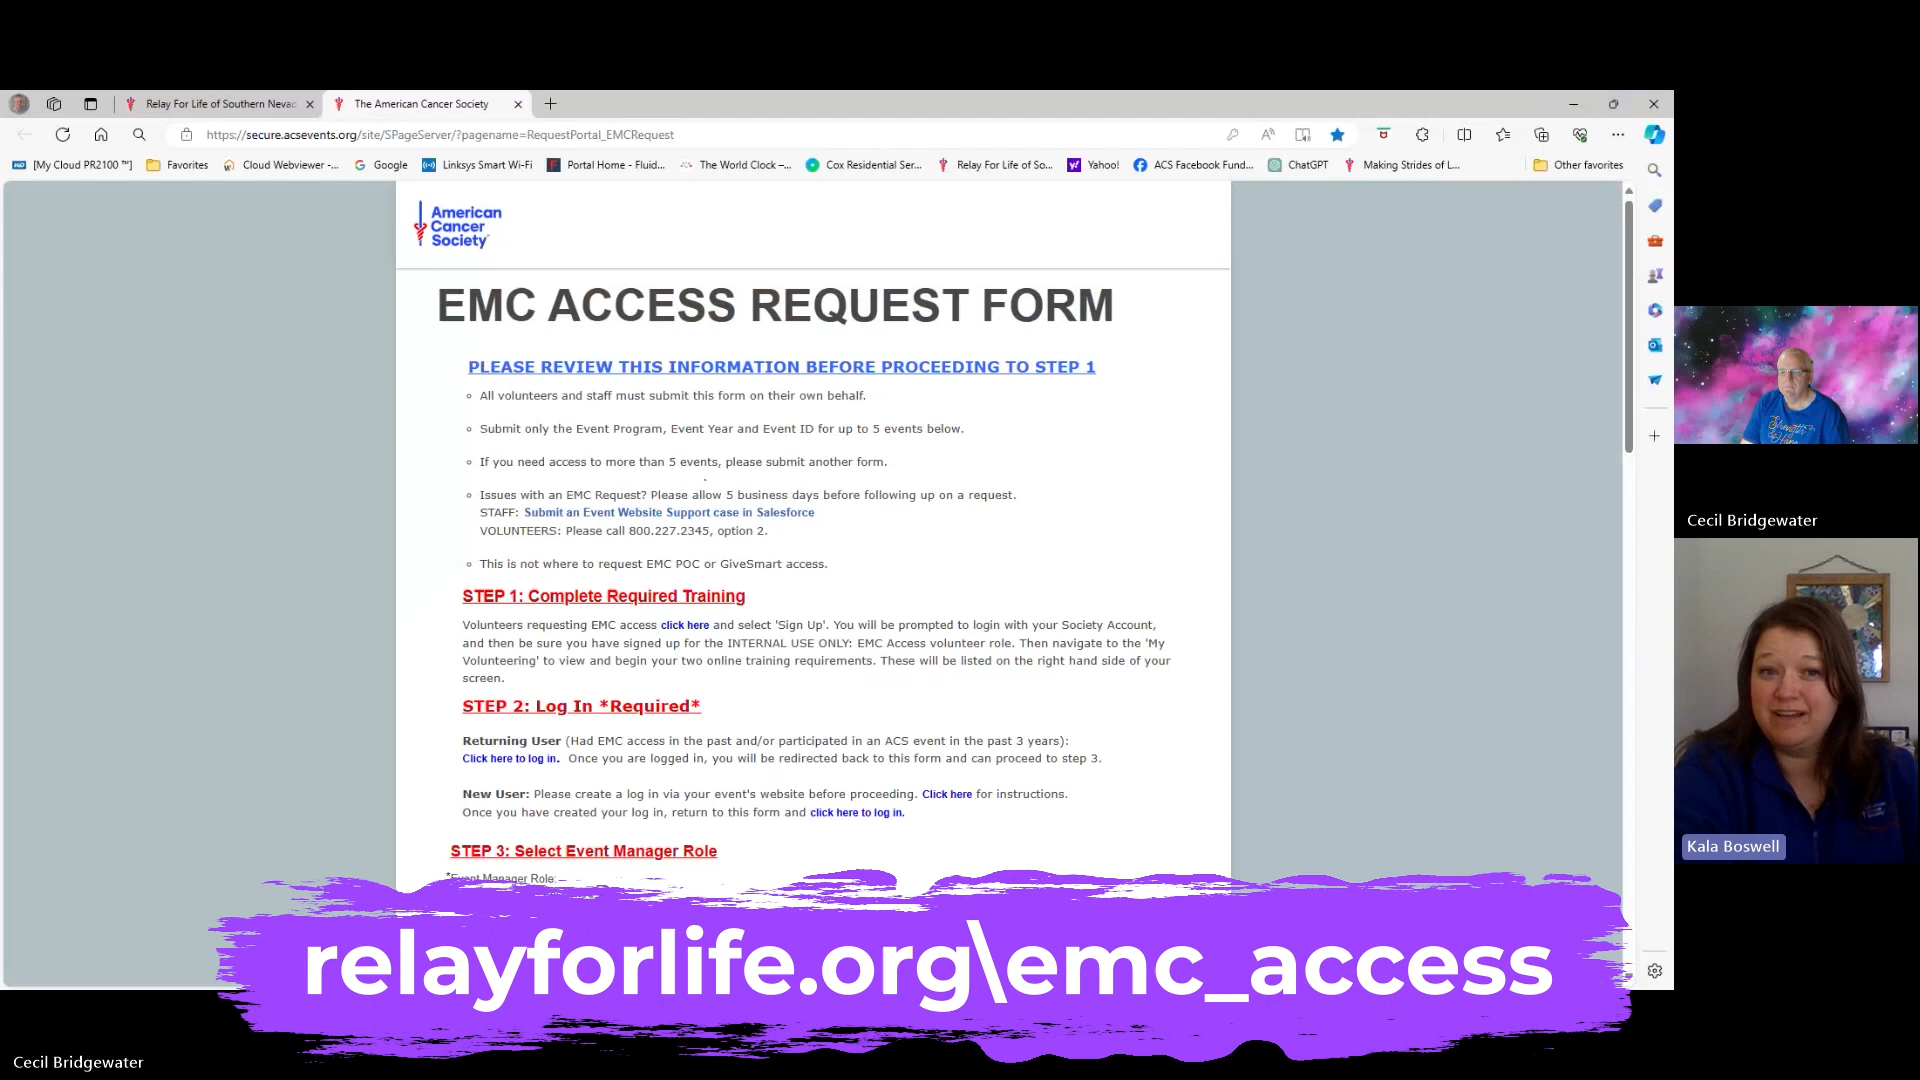 Relay For Life of Southern Nevad
The American Cancer Society
https://secure.acsevents.org/site/SPageServer/?pagename=RequestPortal_EMCRequest
[My Cloud PR2100 ™]
Favorites
Cloud Webviewer -...
Google
Linksys Smart Wi-Fi
Portal Home - Fluid...
The World Clock —...
Cox Residential Ser...
Relay For Life of So...
Yahoo!
ACS Facebook Fund...
ChatGPT
Making Strides of L...
Other favorites
American
Cancer
Society
EMC ACCESS REQUEST FORM
PLEASE REVIEW THIS INFORMATION BEFORE PROCEEDING TO STEP 1
All volunteers and staff must submit this form on their own behalf.
Submit only the Event Program, Event Year and Event ID for up to 5 events below.
If you need access to more than 5 events, please submit another form.
Issues with an EMC Request? Please allow 5 business days before following up on a request.
STAFF: Submit an Event Website Support case in Salesforce
VOLUNTEERS: Please call 800.227.2345, option 2.
This is not where to request EMC POC or GiveSmart access.
STEP 1: Complete Required Training
Volunteers requesting EMC access click here and select 'Sign Up'. You will be prompted to login with your Society Account,
and then be sure you have signed up for the INTERNAL USE ONLY: EMC Access volunteer role. Then navigate to the 'My
Volunteering' to view and begin your two online training requirements. These will be listed on the right hand side of your
screen.
STEP 2: Log In *Required*
Returning User (Had EMC access in the past and/or participated in an ACS event in the past 3 years):
Click here to log in. Once you are logged in, you will be redirected back to this form and can proceed to step 3.
New User: Please create a log in via your event's website before proceeding. Click here for instructions.
Once you have created your log in, return to this form and click here to log in.
STEP 3: Select Event Manager Role
*Event Manager Role:
relayforlife.org\emc_access
Cecil Bridgewater
Kala Boswell
Cecil Bridgewater